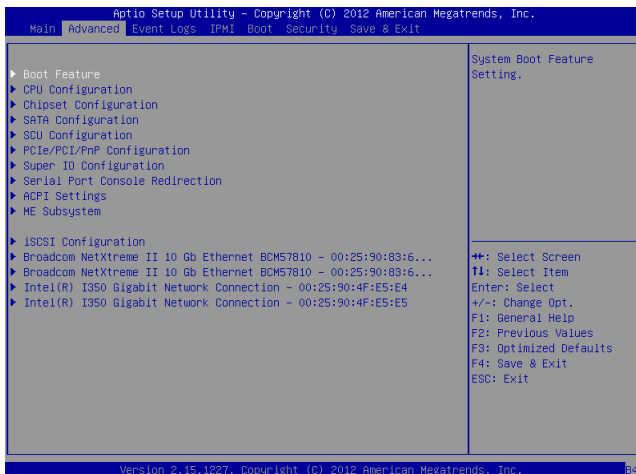 Aptio Setup Utility – Copyright (C) 2012 American Megatrends, Inc.
Main Advanced Event Logs IPMI Boot Security Save & Exit
▶ Boot Feature
▶ CPU Configuration
▶ Chipset Configuration
▶ SATA Configuration
▶ SCU Configuration
▶ PCIe/PCI/PnP Configuration
▶ Super IO Configuration
▶ Serial Port Console Redirection
▶ ACPI Settings
▶ ME Subsystem
▶ iSCSI Configuration
▶ Broadcom NetXtreme II 10 Gb Ethernet BCM57810 – 00:25:90:83:6...
▶ Broadcom NetXtreme II 10 Gb Ethernet BCM57810 – 00:25:90:83:6...
▶ Intel(R) I350 Gigabit Network Connection – 00:25:90:4F:E5:E4
▶ Intel(R) I350 Gigabit Network Connection – 00:25:90:4F:E5:E5
System Boot Feature
Setting.
→←: Select Screen
↑↓: Select Item
Enter: Select
+/-: Change Opt.
F1: General Help
F2: Previous Values
F3: Optimized Defaults
F4: Save & Exit
ESC: Exit
Version 2.15.1227. Copyright (C) 2012 American Megatrends, Inc.